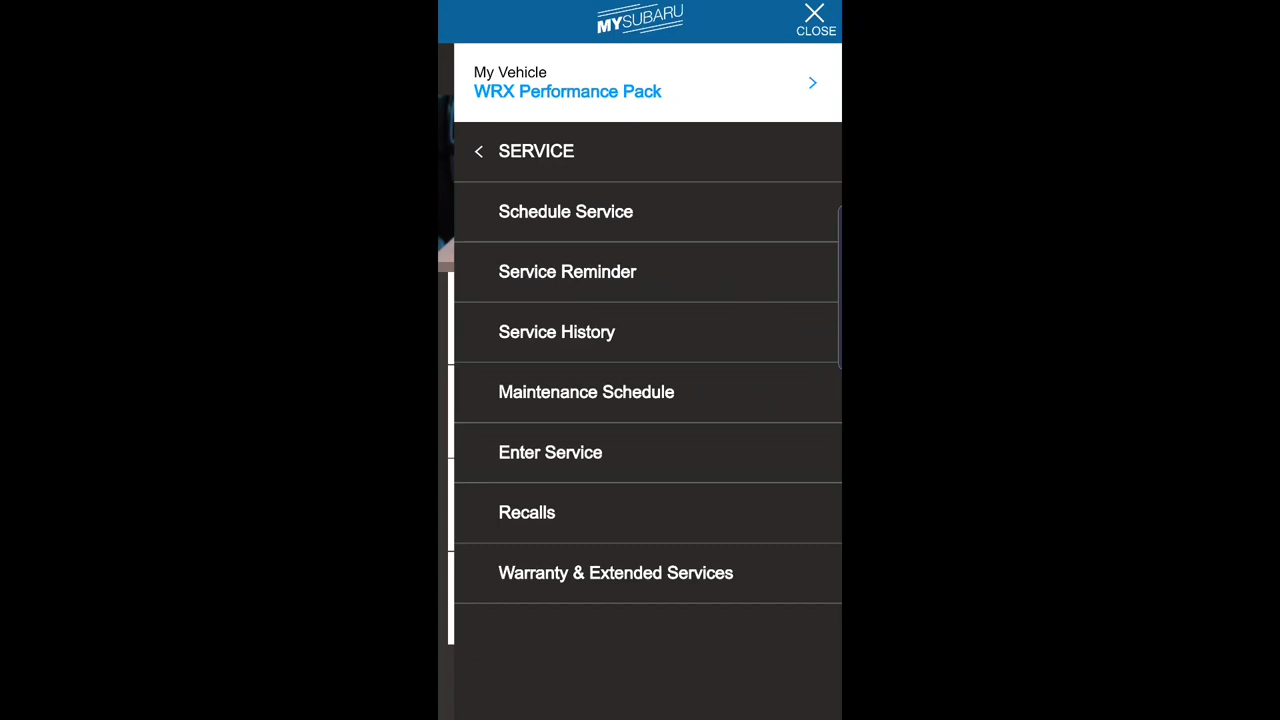 MYSUBARU
CLOSE
My Vehicle
WRX Performance Pack
SERVICE
Schedule Service
Service Reminder
Service History
Maintenance Schedule
Enter Service
Recalls
Warranty & Extended Services